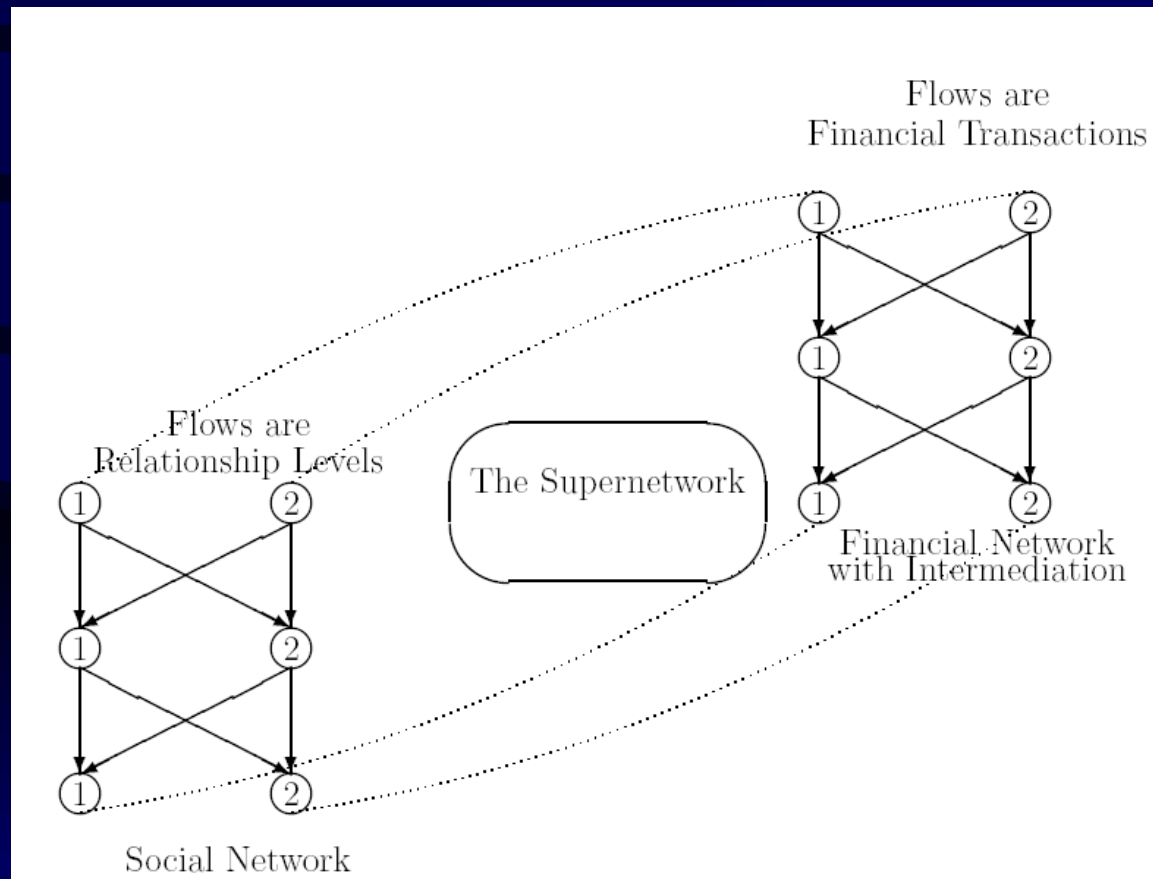 Flows are
Financial Transactions
1 2
1 2
1 2
Financial Network
with Intermediation
The Supernetwork
Flows are
Relationship Levels
1 2
1 2
1 2
Social Network